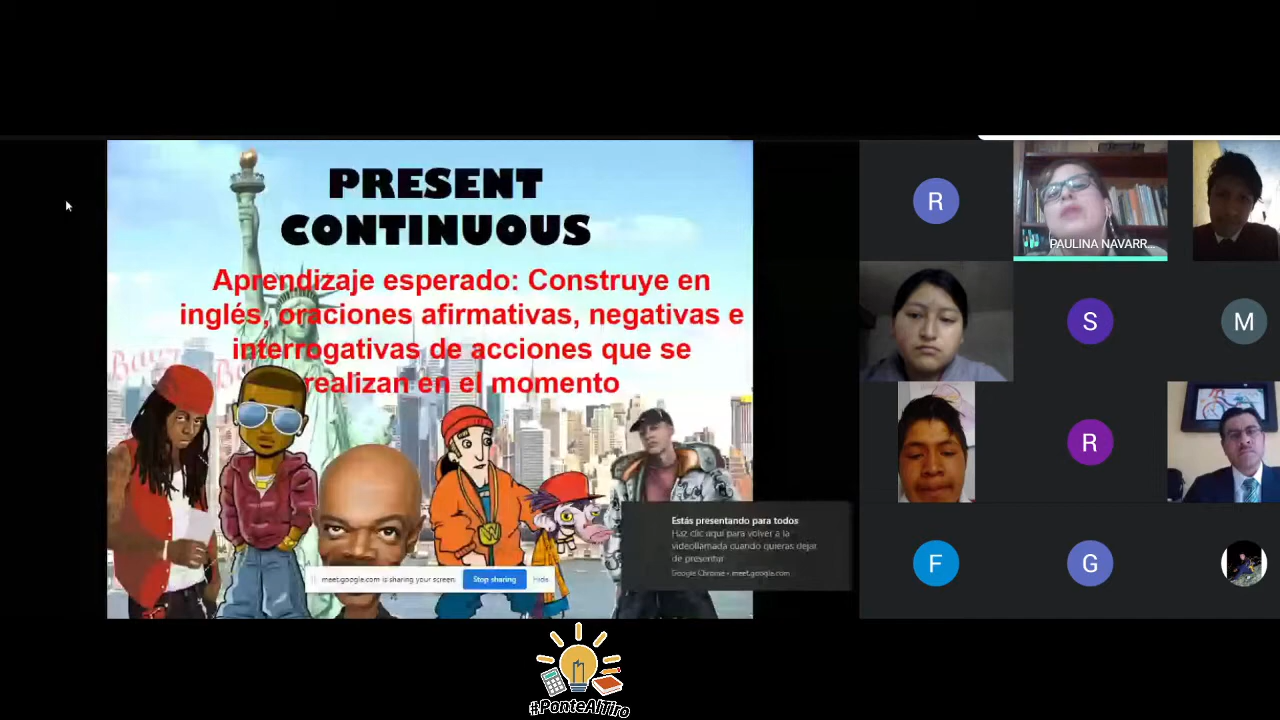 PRESENT
CONTINUOUS
Aprendizaje esperado: Construye en
inglés, oraciones afirmativas, negativas e
interrogativas de acciones que se
realizan en el momento
Estás presentando para todos
Haz clic aquí para volver a la
videollamada cuando quieras dejar
de presentar
Google Chrome • meet.google.com
meet.google.com is sharing your screen.
Stop sharing
Hide
R
PAULINA NAVARR...
S
M
R
F
G
#PonteAlTiro